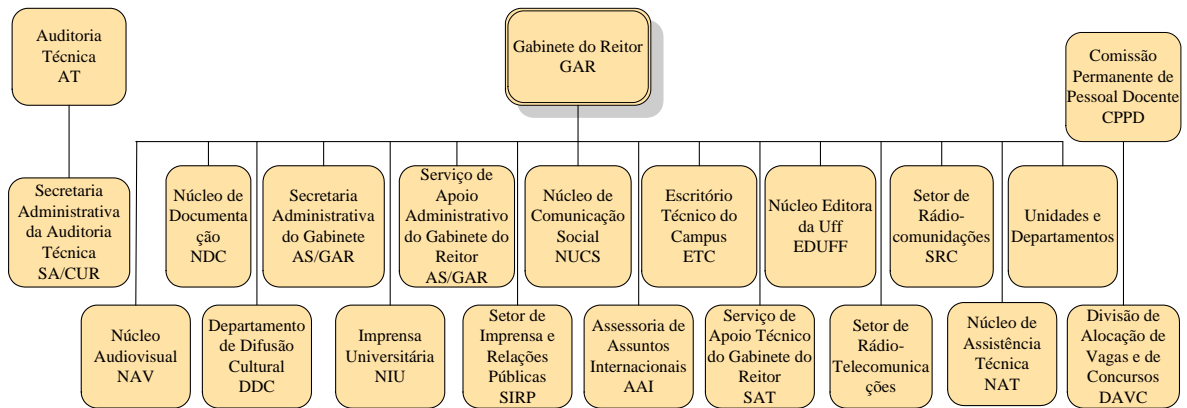 Auditoria
Técnica
AT
Gabinete do Reitor
GAR
Comissão
Permanente de
Pessoal Docente
CPPD
Secretaria
Administrativa
da Auditoria
Técnica
SA/CUR
Núcleo de
Documenta
ção
NDC
Secretaria
Administrativa
do Gabinete
AS/GAR
Serviço de
Apoio
Administrativo
do Gabinete do
Reitor
AS/GAR
Núcleo de
Comunicação
Social
NUCS
Escritório
Técnico do
Campus
ETC
Núcleo Editora
da Uff
EDUFF
Setor de
Rádio-
comunidações
SRC
Unidades e
Departamentos
Núcleo
Audiovisual
NAV
Departamento
de Difusão
Cultural
DDC
Imprensa
Universitária
NIU
Setor de
Imprensa e
Relações
Públicas
SIRP
Assessoria de
Assuntos
Internacionais
AAI
Serviço de
Apoio Técnico
do Gabinete do
Reitor
SAT
Setor de
Rádio-
Telecomunica
ções
Núcleo de
Assistência
Técnica
NAT
Divisão de
Alocação de
Vagas e de
Concursos
DAVC